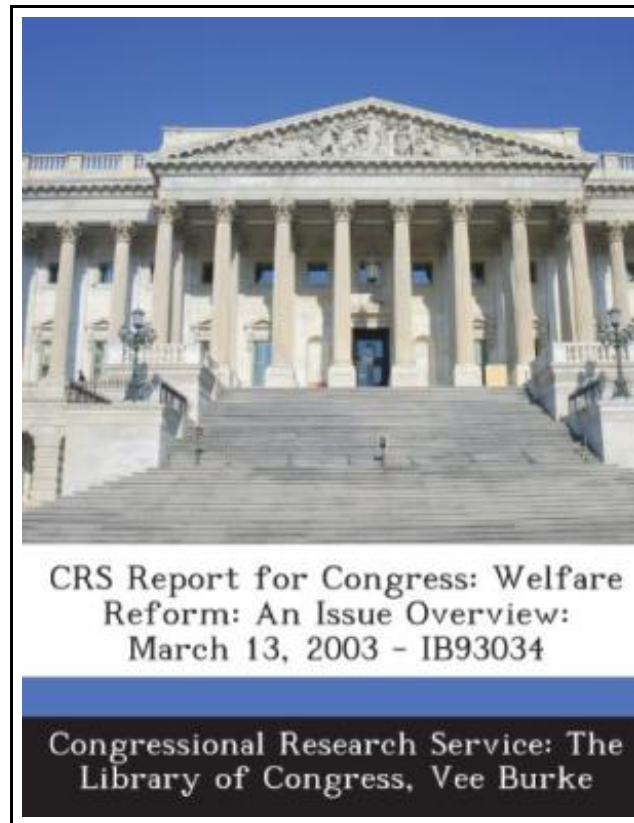 CRS Report for Congress: Welfare
Reform: An Issue Overview:
March 13, 2003 - IB93034
Congressional Research Service: The
Library of Congress, Vee Burke